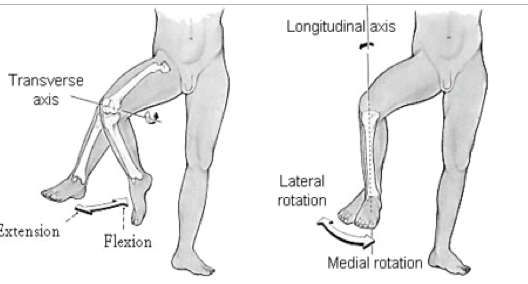 Transverse
axis
Extension
Flexion
Longitudinal axis
Lateral
rotation
Medial rotation